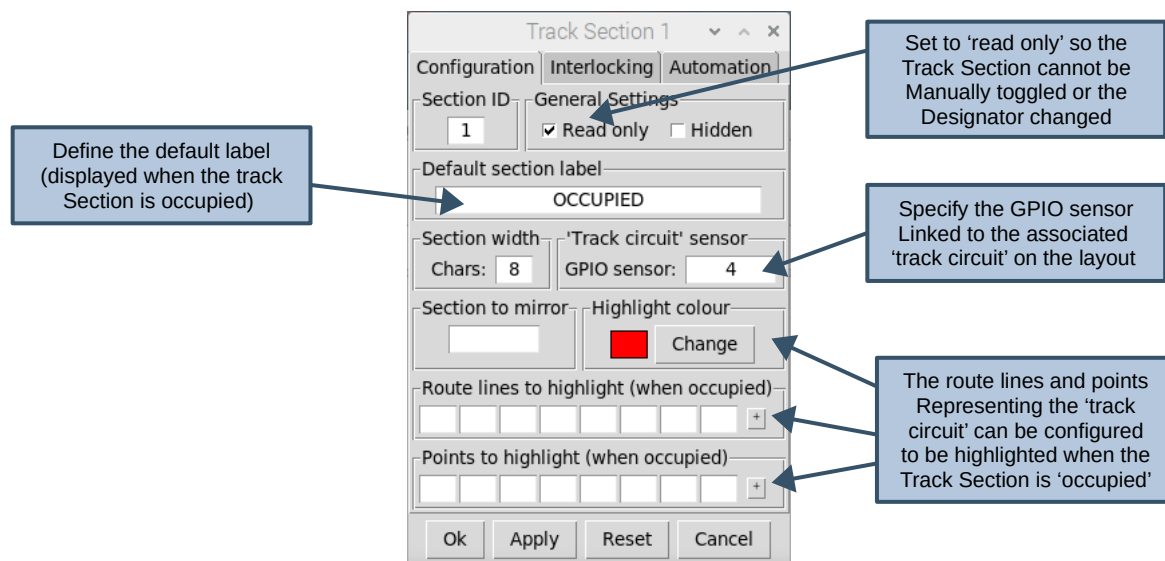 Track Section 1
Configuration Interlocking Automation
Section ID
1
General Settings
Read only
Hidden
Default section label
OCCUPIED
Section width
Chars: 8
'Track circuit' sensor
GPIO sensor: 4
Section to mirror
Highlight colour
Change
Route lines to highlight (when occupied)
+
Points to highlight (when occupied)
+
Ok Apply Reset Cancel
Define the default label
(displayed when the track
Section is occupied)
Set to ‘read only’ so the
Track Section cannot be
Manually toggled or the
Designator changed
Specify the GPIO sensor
Linked to the associated
‘track circuit’ on the layout
The route lines and points
Representing the ‘track
circuit’ can be configured
to be highlighted when the
Track Section is ‘occupied’